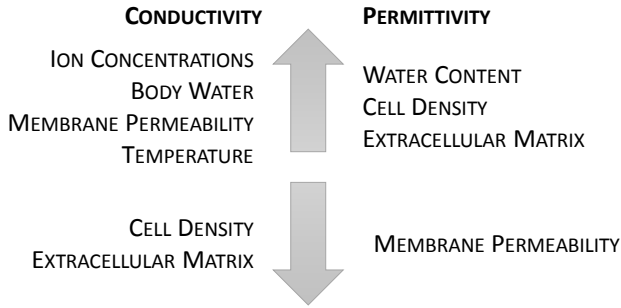 CONDUCTIVITY
ION CONCENTRATIONS
BODY WATER
MEMBRANE PERMEABILITY
TEMPERATURE
CELL DENSITY
EXTRACELLULAR MATRIX
PERMITTIVITY
WATER CONTENT
CELL DENSITY
EXTRACELLULAR MATRIX
MEMBRANE PERMEABILITY